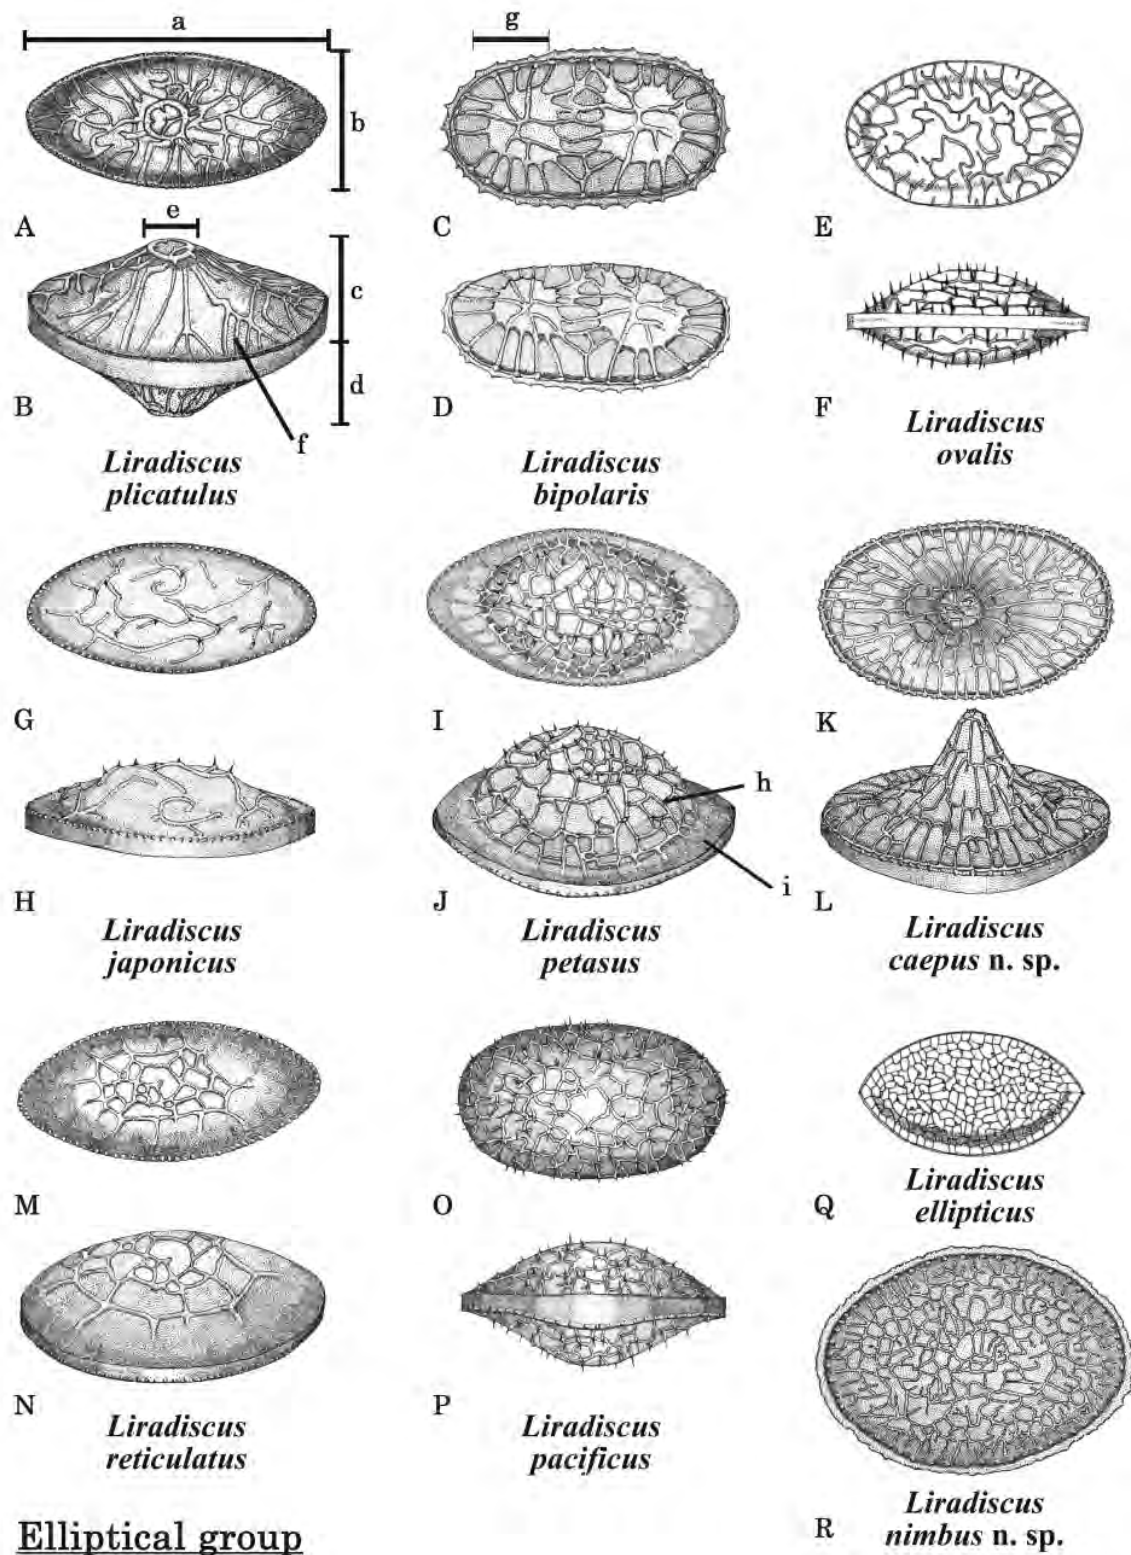 a
g
b
A
C
E
e
c
d
B
D
F
f
Liradiscus
plicatulus
Liradiscus
bipolaris
Liradiscus
ovalis
G
I
K
h
i
H
J
L
Liradiscus
japonicus
Liradiscus
petasus
Liradiscus
caepus n. sp.
M
O
Q
Liradiscus
ellipticus
N
P
Liradiscus
reticulatus
Liradiscus
pacificus
R
Liradiscus
nimbus n. sp.
Elliptical group